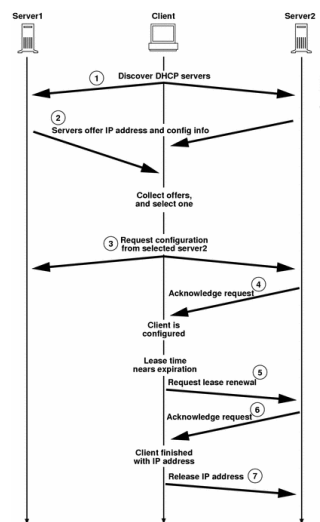 Server1
Client
Server2
1
Discover DHCP servers
2
Servers offer IP address and config info
Collect offers,
and select one
3
Request configuration
from selected server2
4
Acknowledge request
Client is
configured
Lease time
nears expiration
5
Request lease renewal
6
Acknowledge request
Client finished
with IP address
Release IP address
7